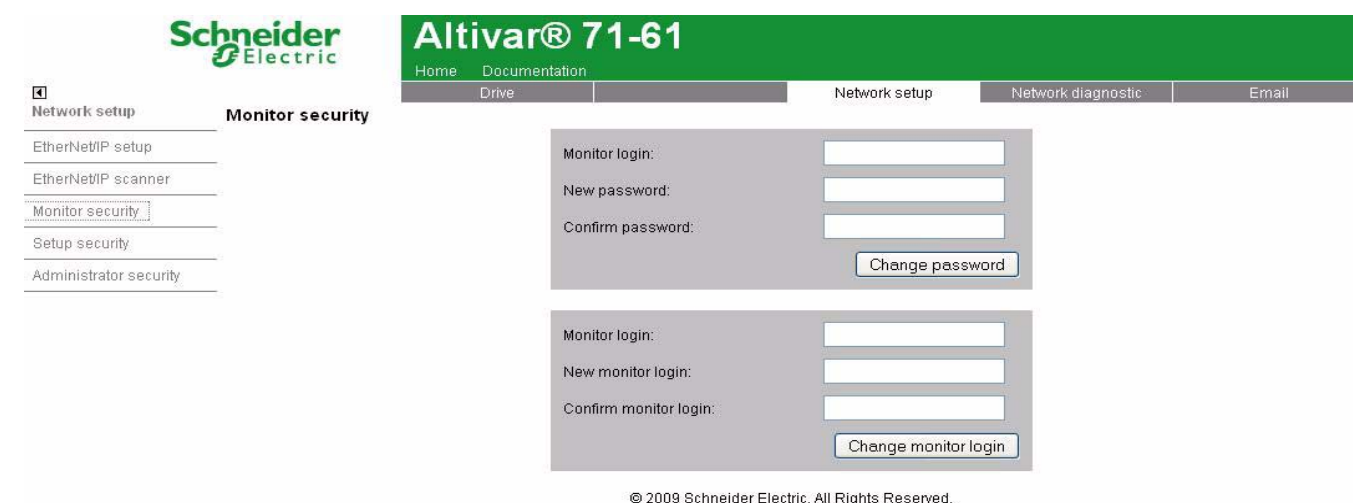 Schneider
Electric
Altivar® 71-61
Home Documentation
Drive Network setup Network diagnostic Email
Network setup
EtherNet/IP setup
EtherNet/IP scanner
Monitor security
Setup security
Administrator security
Monitor security
Monitor login:
New password:
Confirm password:
Change password
Monitor login:
New monitor login:
Confirm monitor login:
Change monitor login
© 2009 Schneider Electric. All Rights Reserved.